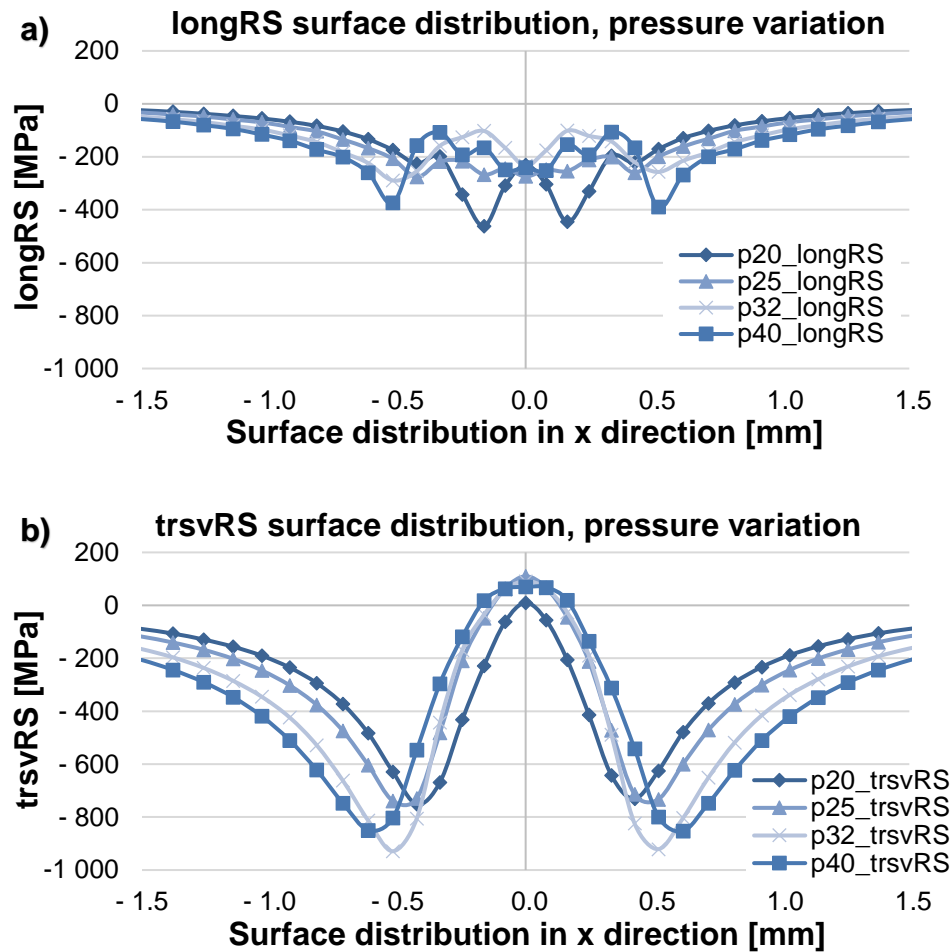 a)
longRS surface distribution, pressure variation
longRS [MPa]
200
0
- 200
- 400
- 600
- 800
-1 000
p20_longRS
p25_longRS
p32_longRS
p40_longRS
- 1.5
- 1.0
- 0.5
0.0
0.5
1.0
1.5
Surface distribution in x direction [mm]
b)
trsvRS surface distribution, pressure variation
trsvRS [MPa]
200
0
- 200
- 400
- 600
- 800
-1 000
p20_trsvRS
p25_trsvRS
p32_trsvRS
p40_trsvRS
- 1.5
- 1.0
- 0.5
0.0
0.5
1.0
1.5
Surface distribution in x direction [mm]